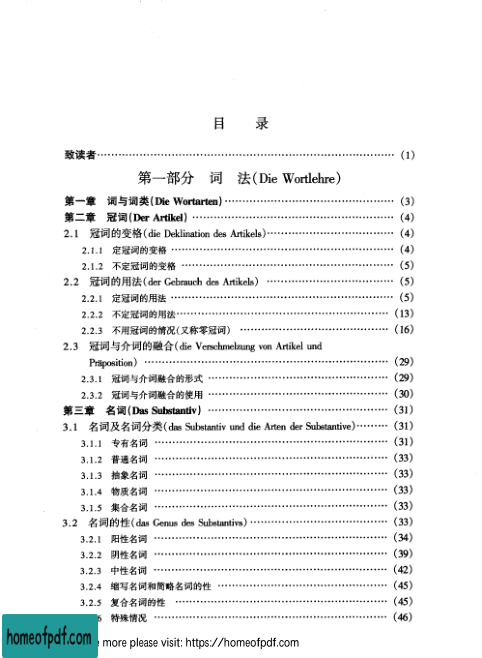 目 录
致读者……(1)
第一部分 词 法(Die Wortlehre)
第一章 词与词类(Die Wortarten)……(3)
第二章 冠词(Der Artikel)……(4)
2.1 冠词的变格(die Deklination des Artikels)……(4)
2.1.1 定冠词的变格……(4)
2.1.2 不定冠词的变格……(5)
2.2 冠词的用法(der Gebrauch des Artikels)……(5)
2.2.1 定冠词的用法……(5)
2.2.2 不定冠词的用法……(13)
2.2.3 不用冠词的情况(又称零冠词)……(16)
2.3 冠词与介词的融合(die Verschmelzung von Artikel und
Präposition)……(29)
2.3.1 冠词与介词融合的形式……(29)
2.3.2 冠词与介词融合的使用……(30)
第三章 名词(Das Substantiv)……(31)
3.1 名词及名词分类(das Substantiv und die Arten der Substantive)……(31)
3.1.1 专有名词……(31)
3.1.2 普通名词……(33)
3.1.3 抽象名词……(33)
3.1.4 物质名词……(33)
3.1.5 集合名词……(33)
3.2 名词的性(das Genus des Substantivs)……(33)
3.2.1 阳性名词……(34)
3.2.2 阴性名词……(39)
3.2.3 中性名词……(42)
3.2.4 缩写名词和简略名词的性……(45)
3.2.5 复合名词的性……(45)
6 特殊情况……(46)
homeofpdf.com
more please visit: https://homeofpdf.com